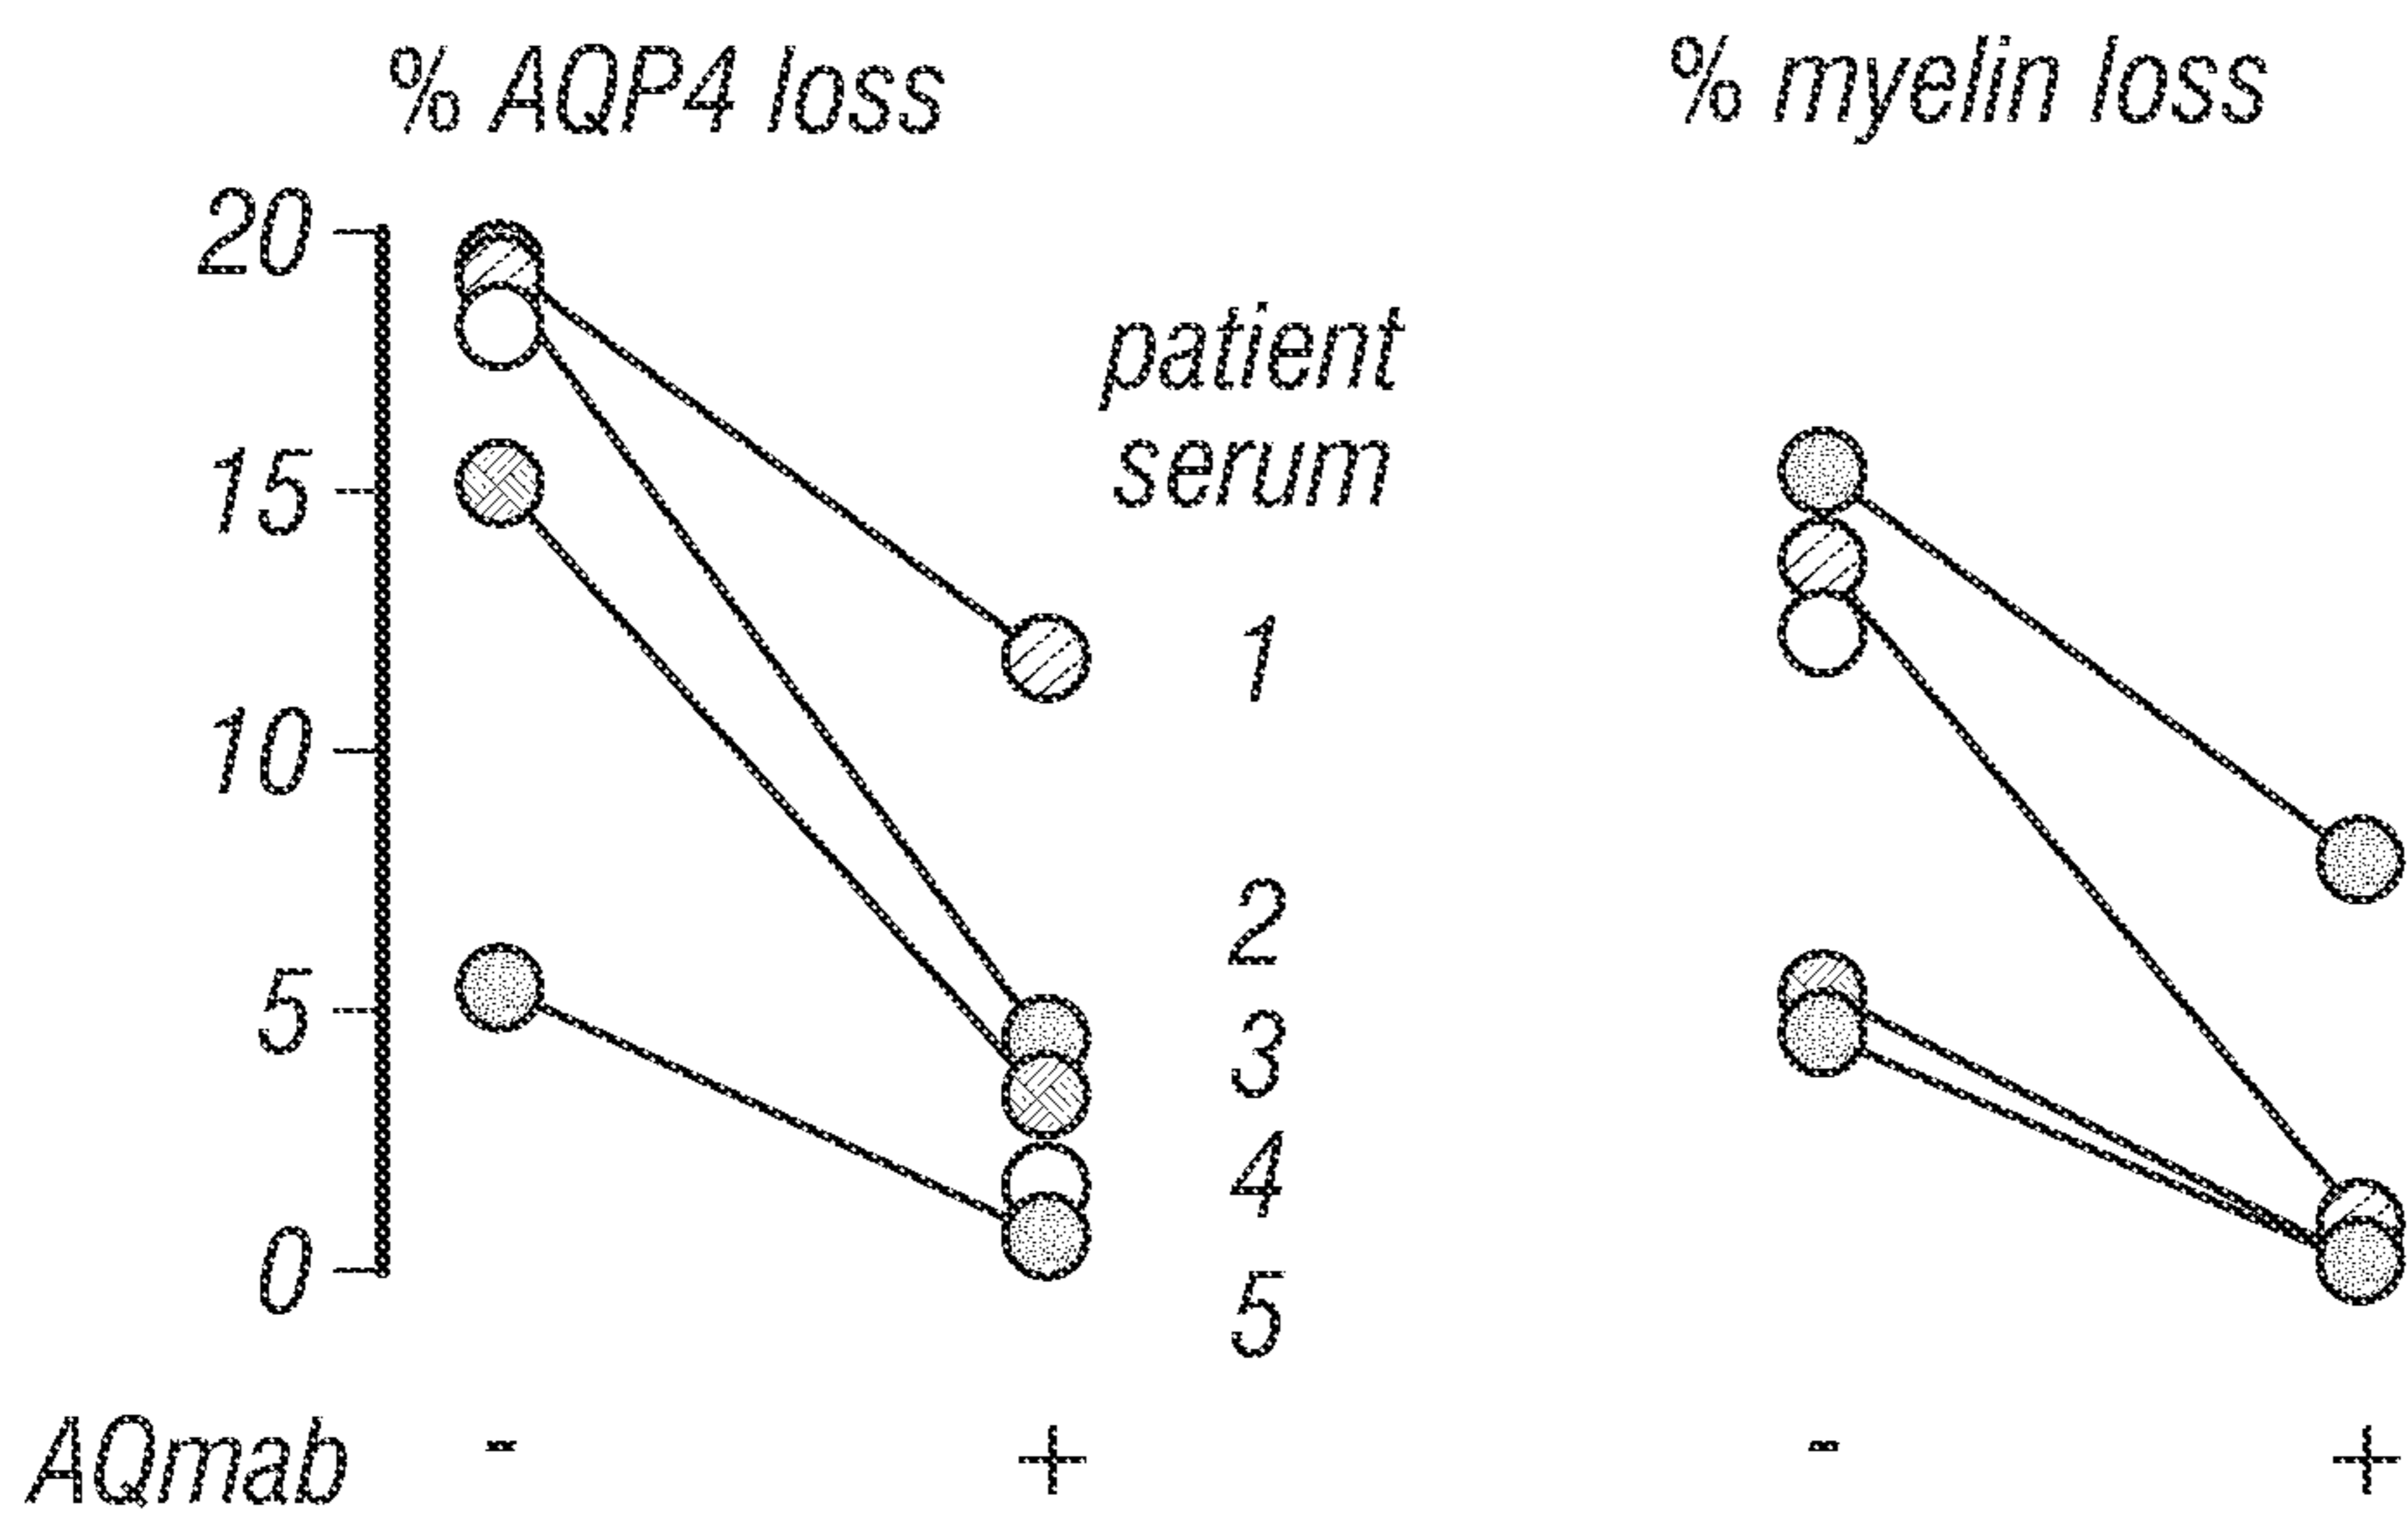 % AQP4 loss
% myelin loss
20
15
10
5
0
patient
serum
1
2
3
4
5
AQmab - + - +